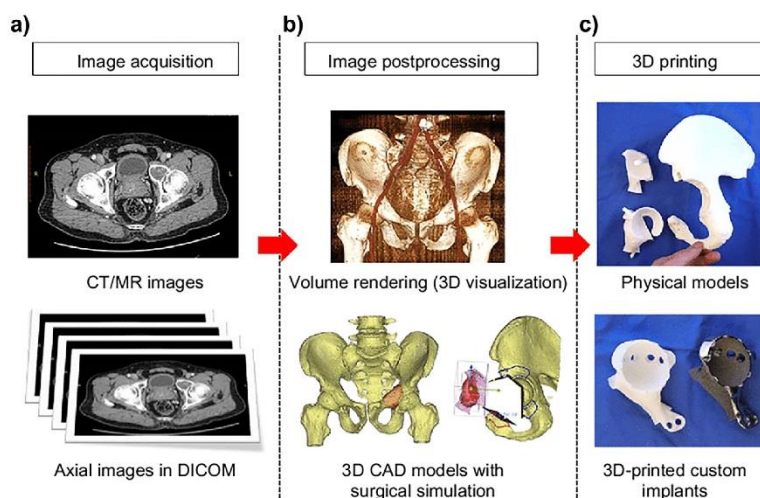 a)
Image acquisition
CT/MR images
Axial images in DICOM
b)
Image postprocessing
Volume rendering (3D visualization)
3D CAD models with
surgical simulation
c)
3D printing
Physical models
3D-printed custom
implants